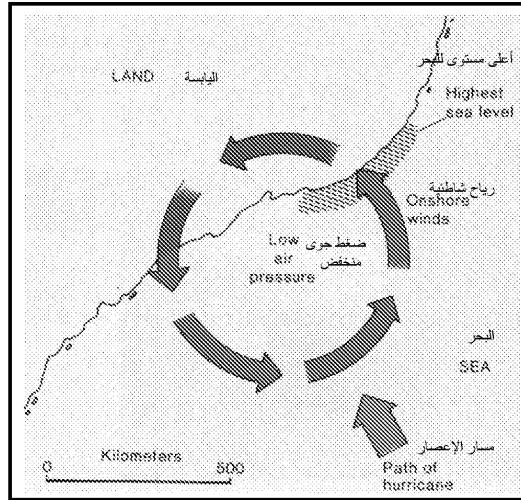 أعلى مستوى للبحر
LAND اليابسة
Highest
sea level
رياح شاطئية
Onshore
winds
Low ضغط جوى
air منخفض
pressure
البحر
SEA
Kilometers
0 500
مسار الإعصار
Path of
hurricane